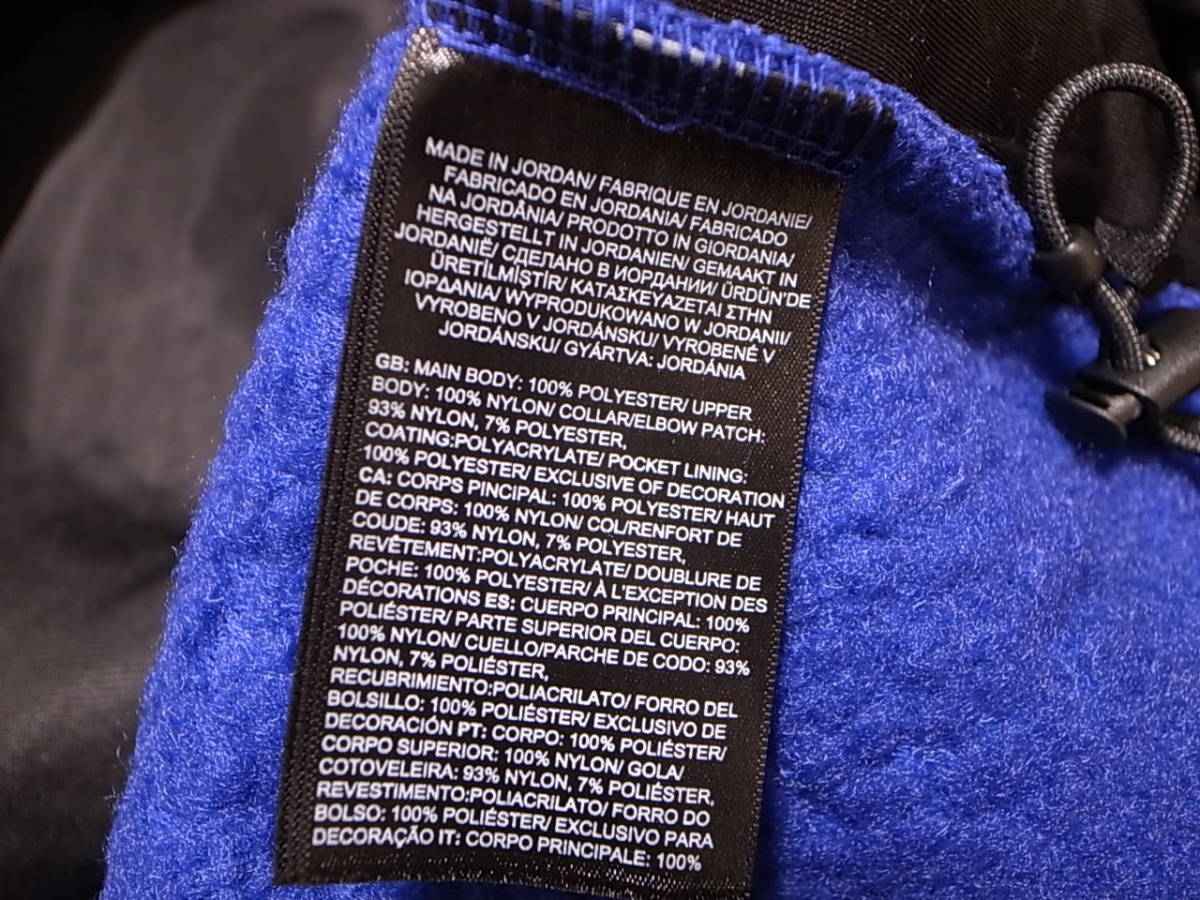 MADE IN JORDAN/ FABRIQUE EN JORDANIE/
FABRICADO EN JORDANIA/ FABRICADO
NA JORDÂNIA/ PRODOTTO IN GIORDANIA/
HERGESTELLT IN JORDANIEN/ GEMAAKT IN
JORDANIË/ СДЕЛАНО В ИОРДАНИИ/ ÜRDÜN'DE
ÜRETİLMİŞTİR/ ΚΑΤΑΣΚΕΥΑΖΕΤΑΙ ΣΤΗΝ
ΙΟΡΔΑΝΙΑ/ WYPRODUKOWANO W JORDANII/
VYROBENO V JORDÁNSKU/ VYROBENÉ V
JORDÁNSKU/ GYÁRTVA: JORDÁNIA
GB: MAIN BODY: 100% POLYESTER/ UPPER
BODY: 100% NYLON/ COLLAR/ELBOW PATCH:
93% NYLON, 7% POLYESTER,
COATING:POLYACRYLATE/ POCKET LINING:
100% POLYESTER/ EXCLUSIVE OF DECORATION
CA: CORPS PINCIPAL: 100% POLYESTER/ HAUT
DE CORPS: 100% NYLON/ COL/RENFORT DE
COUDE: 93% NYLON, 7% POLYESTER,
REVÊTEMENT:POLYACRYLATE/ DOUBLURE DE
POCHE: 100% POLYESTER/ À L'EXCEPTION DES
DÉCORATIONS ES: CUERPO PRINCIPAL: 100%
POLIÉSTER/ PARTE SUPERIOR DEL CUERPO:
100% NYLON/ CUELLO/PARCHE DE CODO: 93%
NYLON, 7% POLIÉSTER,
RECUBRIMIENTO:POLIACRILATO/ FORRO DEL
BOLSILLO: 100% POLIÉSTER/ EXCLUSIVO DE
DECORACIÓN PT: CORPO: 100% POLIÉSTER/
CORPO SUPERIOR: 100% NYLON/ GOLA/
COTOVELEIRA: 93% NYLON, 7% POLIÉSTER,
REVESTIMENTO:POLIACRILATO/ FORRO DO
BOLSO: 100% POLIÉSTER/ EXCLUSIVO PARA
DECORAÇÃO IT: CORPO PRINCIPALE: 100%